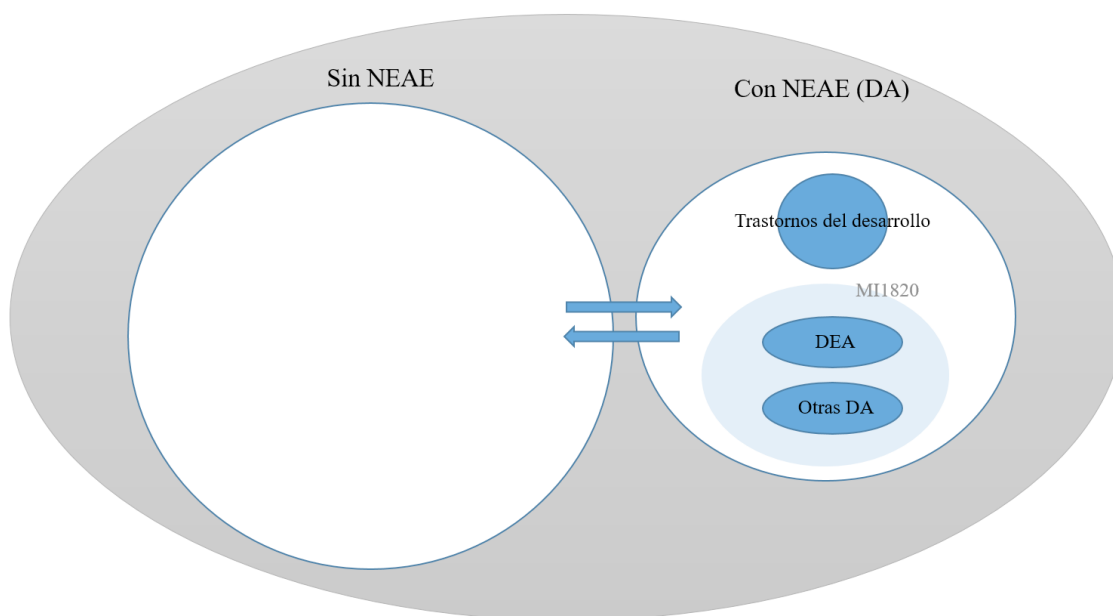 Sin NEAE
Con NEAE (DA)
Trastornos del desarrollo
MI1820
DEA
Otras DA